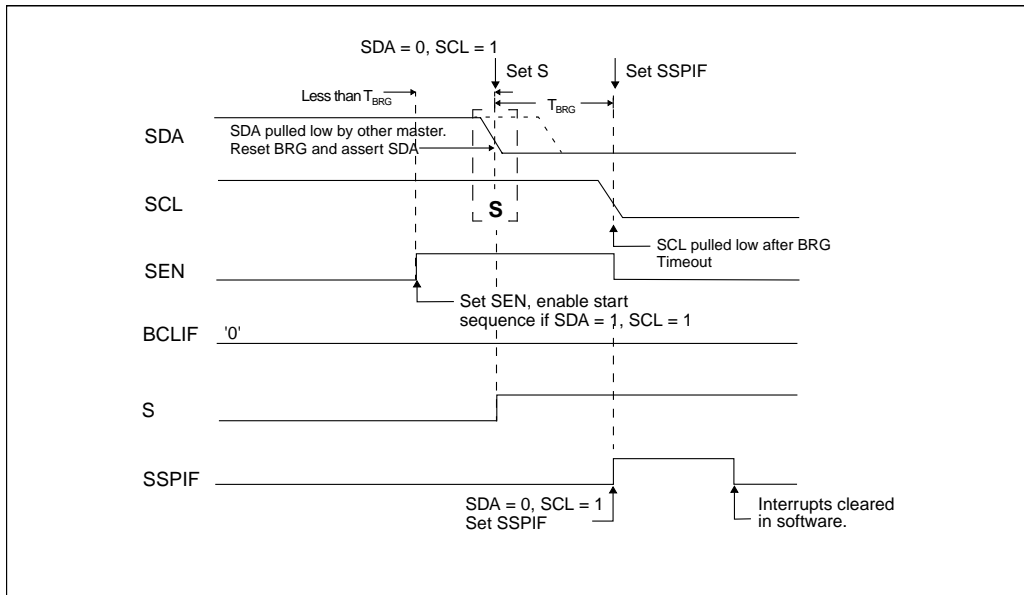 SDA = 0, SCL = 1
Set S
Set SSPIF
Less than TBRG
TBRG
SDA
SDA pulled low by other master.
Reset BRG and assert SDA
SCL
S
SCL pulled low after BRG
Timeout
SEN
Set SEN, enable start
sequence if SDA = 1, SCL = 1
BCLIF
'0'
S
SSPIF
SDA = 0, SCL = 1
Set SSPIF
Interrupts cleared
in software.